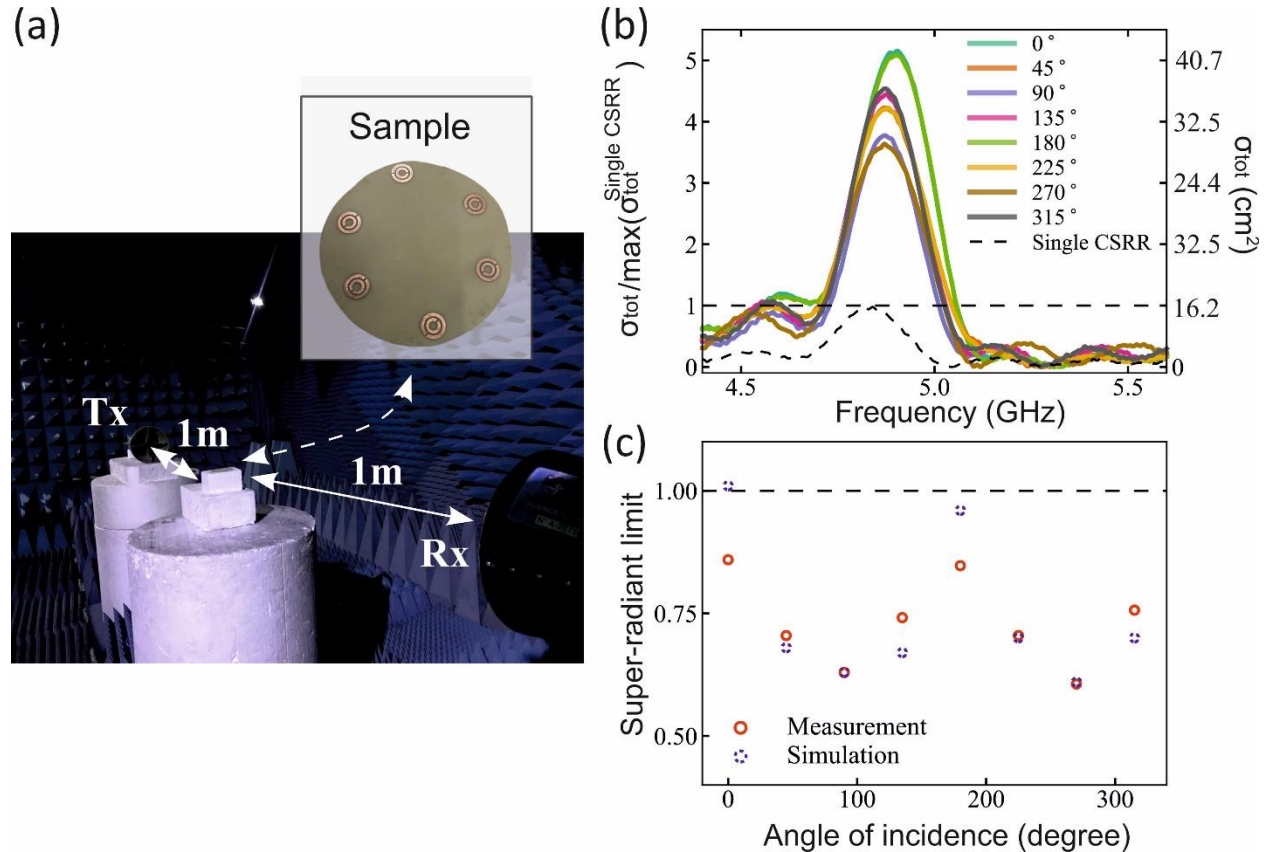 (a)
Sample
Tx
1m
1m
Rx
(b)
σtot/max(σtot^Single CSRR)
5
4
3
2
1
0
4.5
5.0
5.5
Frequency (GHz)
0°
45°
90°
135°
180°
225°
270°
315°
Single CSRR
40.7
32.5
24.4
32.5
16.2
0
σtot (cm²)
(c)
Super-radiant limit
1.00
0.75
0.50
Measurement
Simulation
0
100
200
300
Angle of incidence (degree)